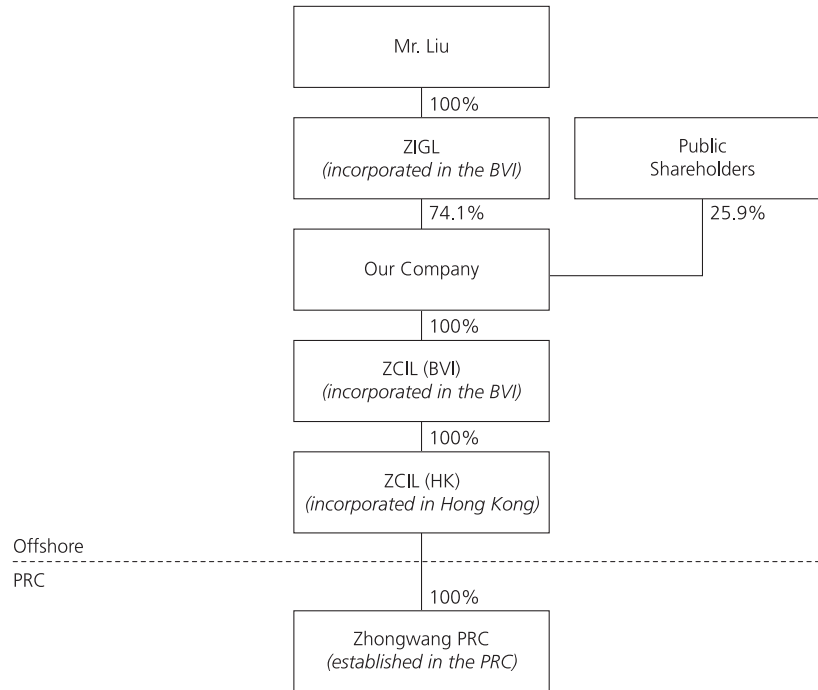 Mr. Liu
100%
ZIGL
(incorporated in the BVI)
Public
Shareholders
74.1%
25.9%
Our Company
100%
ZCIL (BVI)
(incorporated in the BVI)
100%
ZCIL (HK)
(incorporated in Hong Kong)
Offshore
PRC
100%
Zhongwang PRC
(established in the PRC)